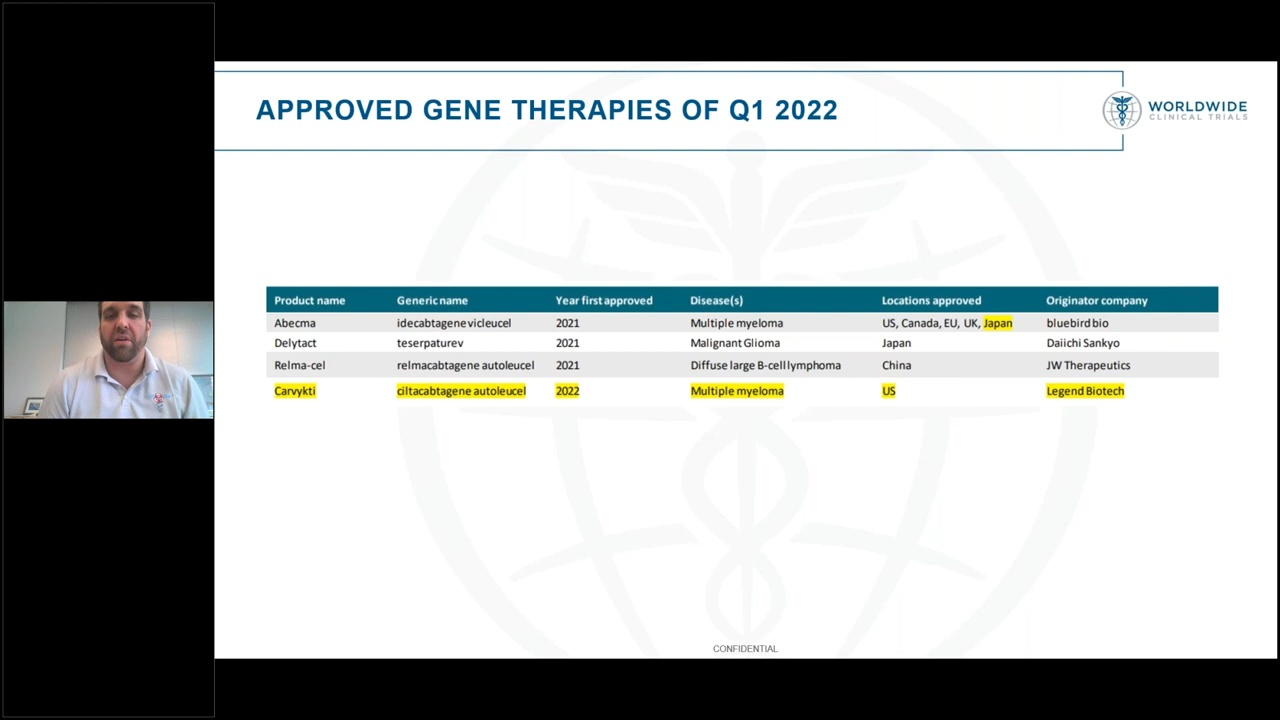 APPROVED GENE THERAPIES OF Q1 2022
WORLDWIDE
CLINICAL TRIALS
Product name Generic name Year first approved Disease(s) Locations approved Originator company
Abecma idecabtagene vicleucel 2021 Multiple myeloma US, Canada, EU, UK, Japan bluebird bio
Delytact teserpaturev 2021 Malignant Glioma Japan Daiichi Sankyo
Relma-cel relmacabtagene autoleucel 2021 Diffuse large B-cell lymphoma China JW Therapeutics
Carvykti ciltacabtagene autoleucel 2022 Multiple myeloma US Legend Biotech
CONFIDENTIAL